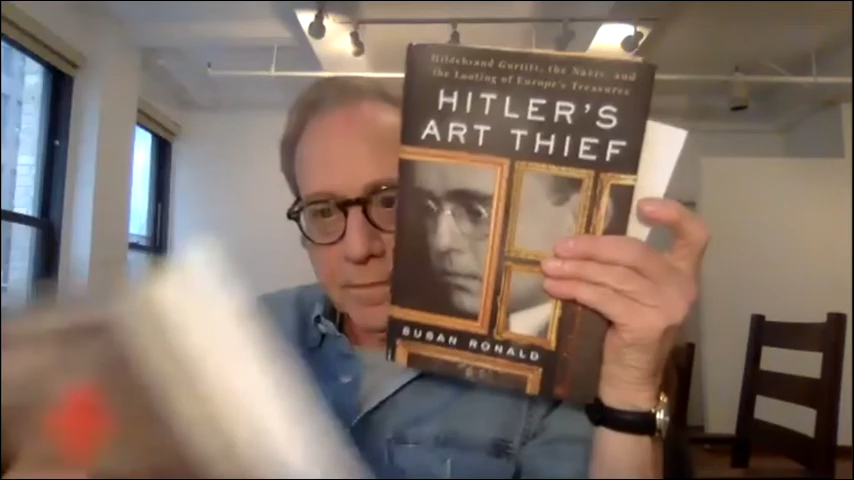 Hildebrand Gurlitt, the Nazis, and
the Looting of Europe's Treasures
HITLER'S
ART THIEF
SUSAN RONALD